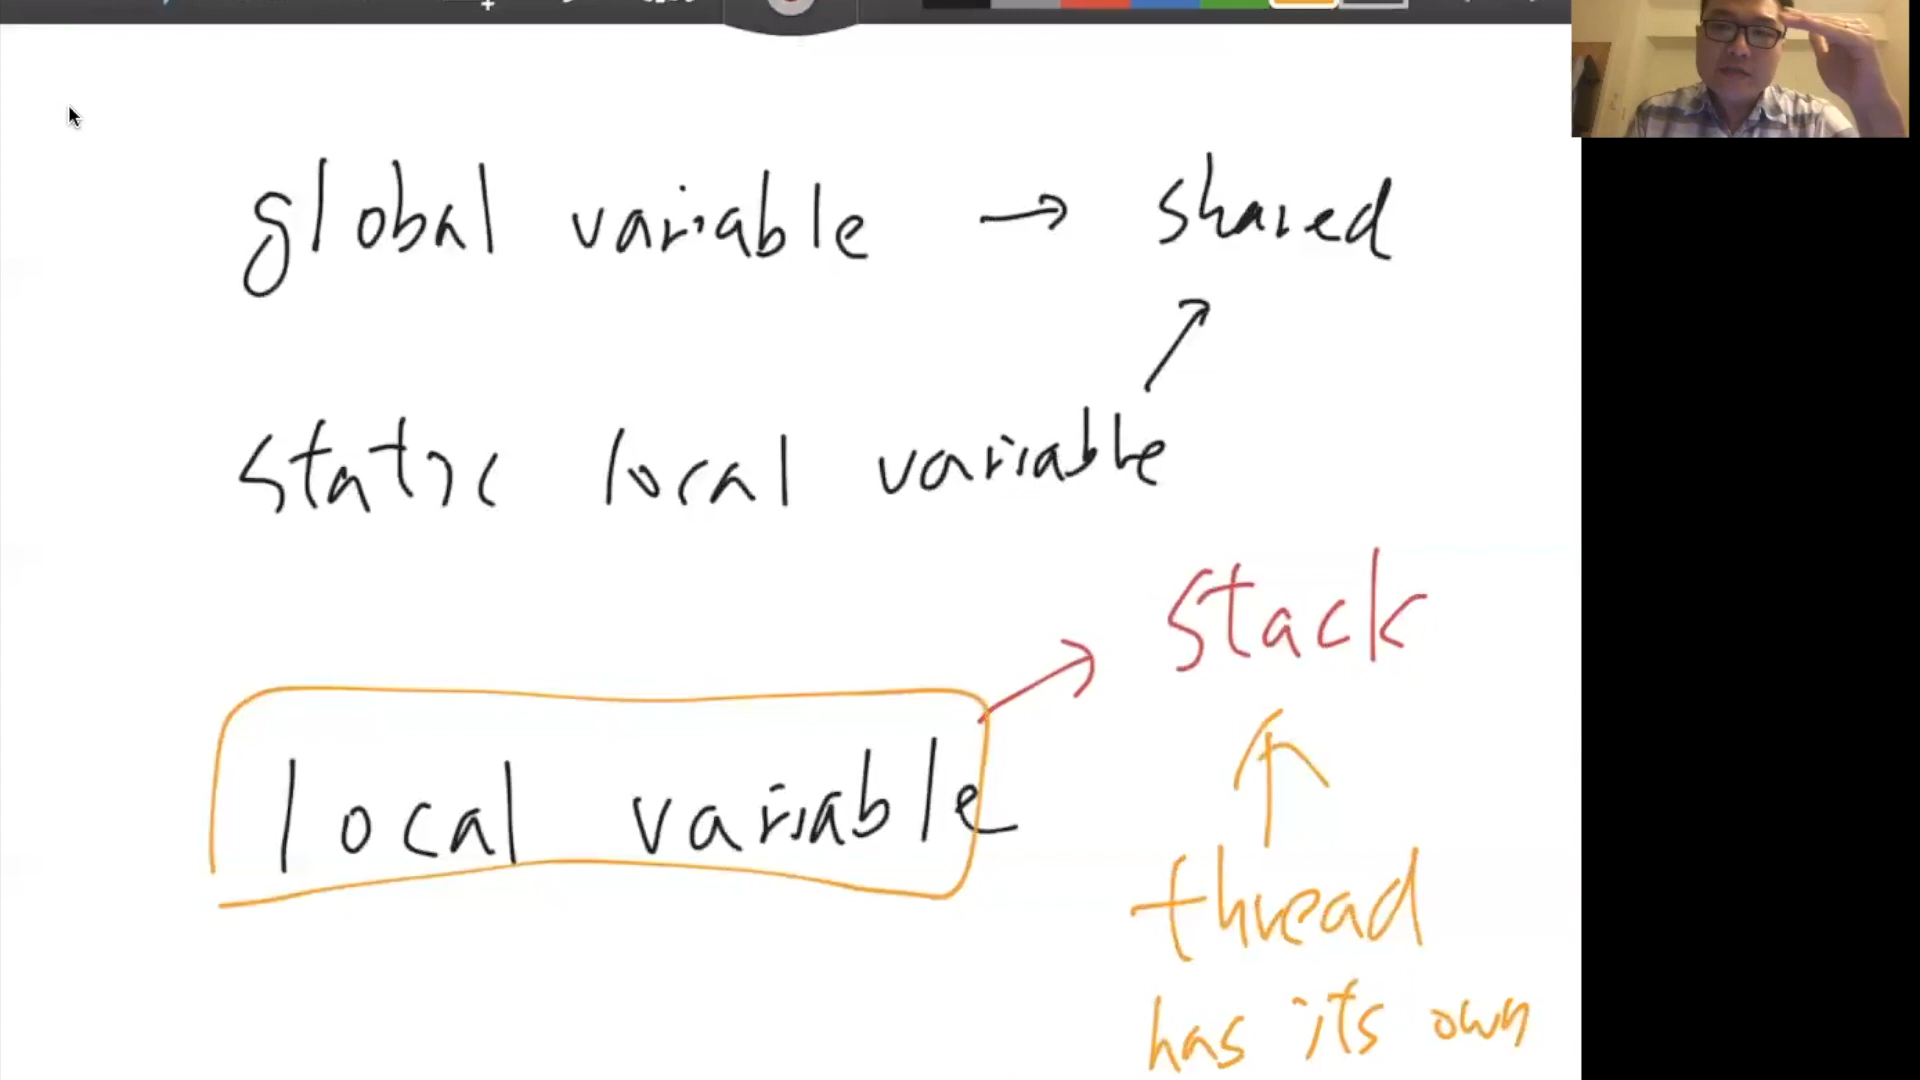 global variable → shared
static local variable
stack
local variable
thread
has its own